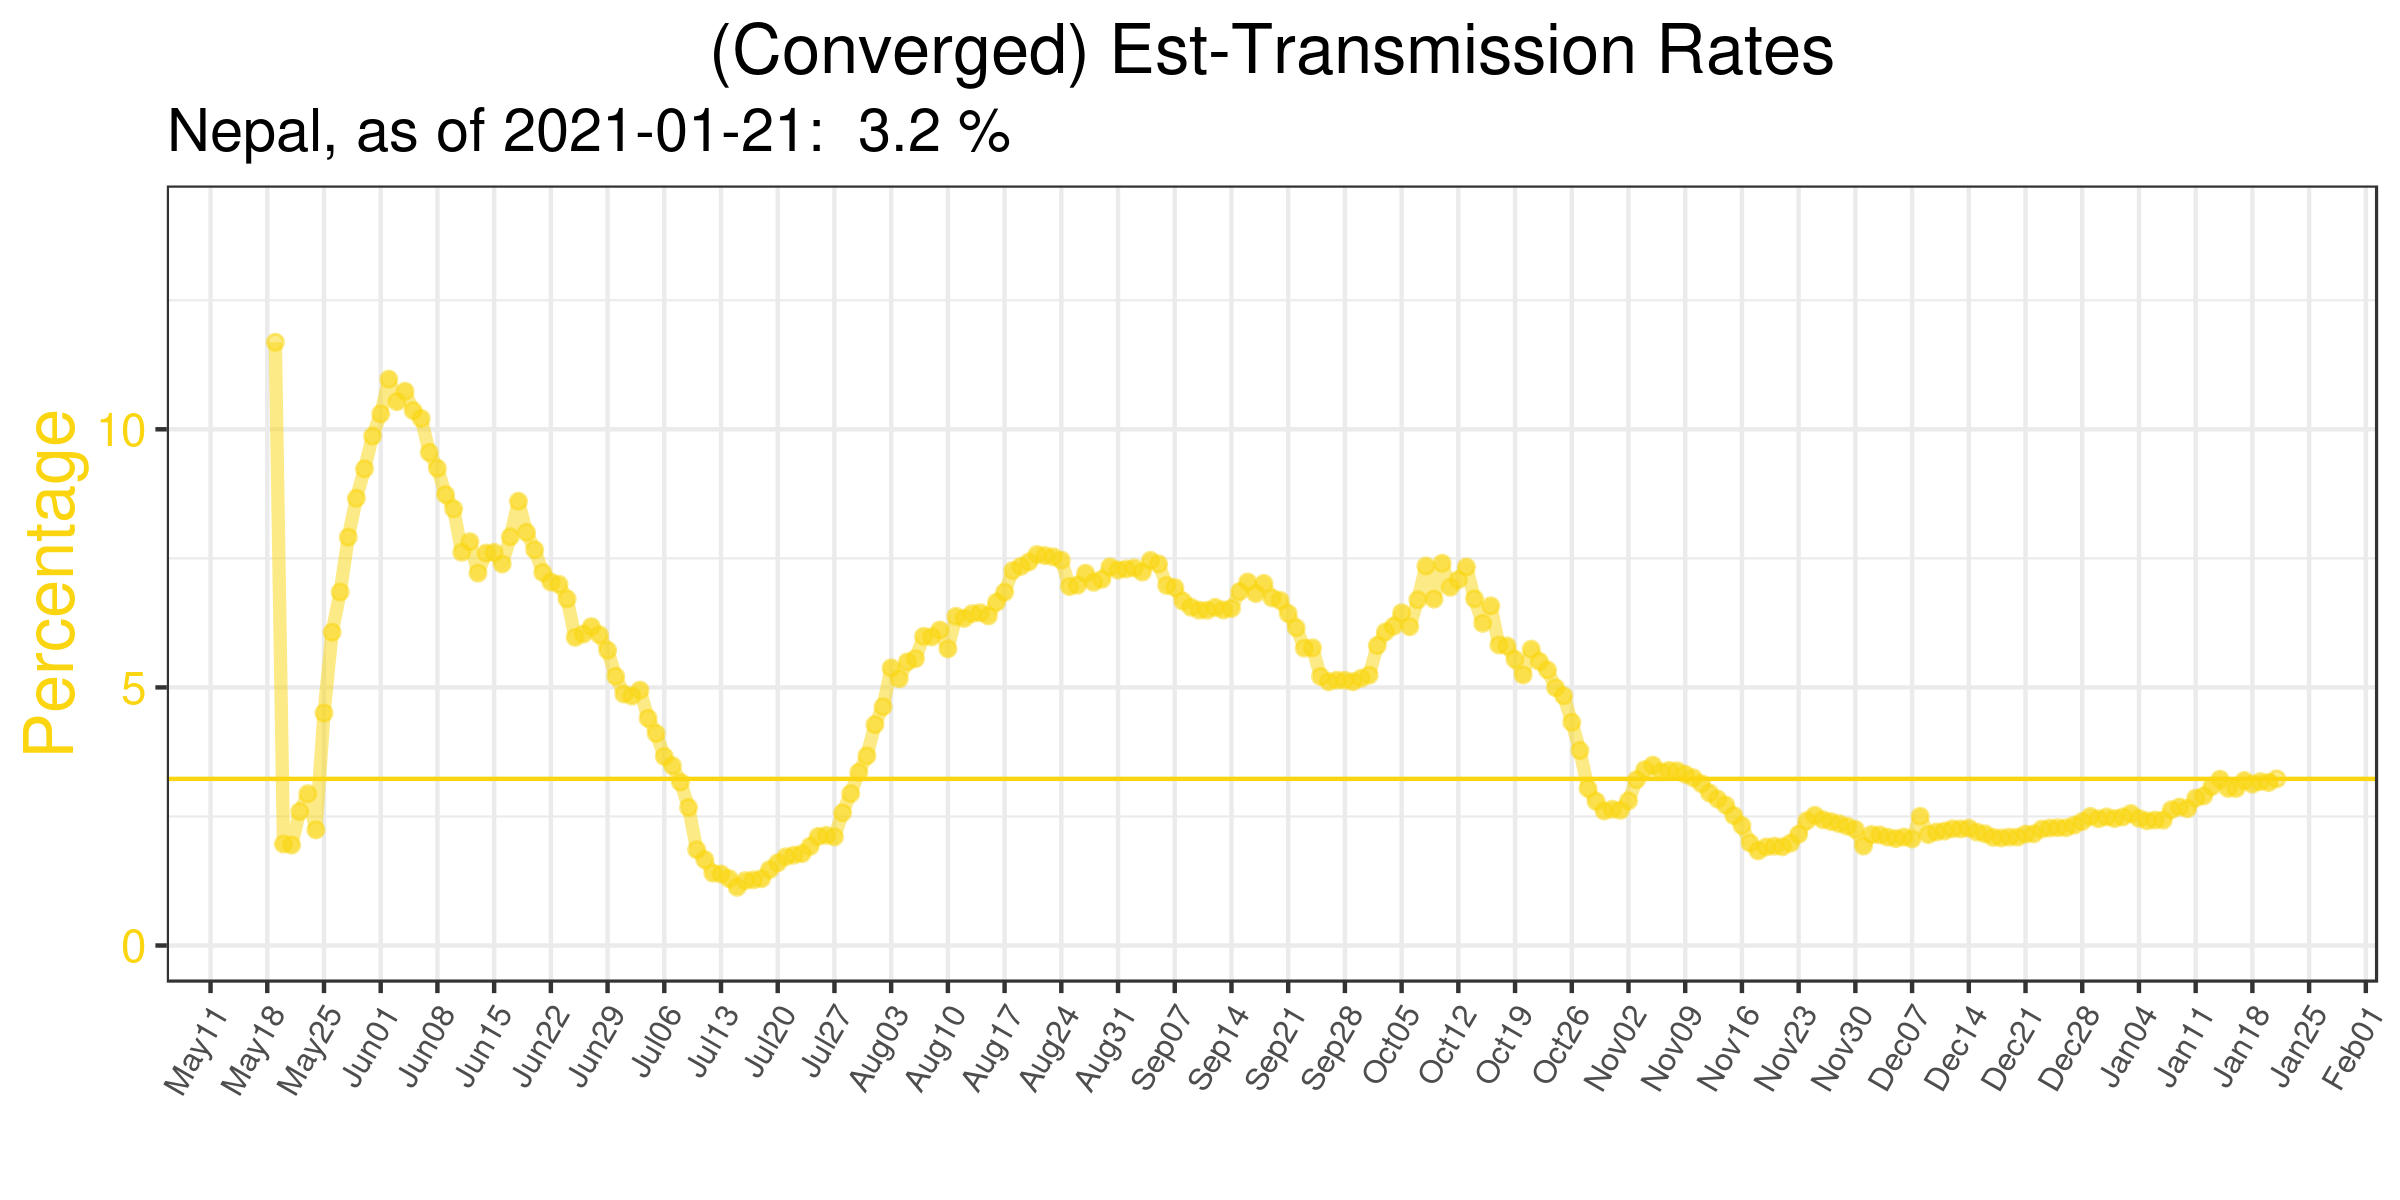 (Converged) Est-Transmission Rates
Nepal, as of 2021-01-21:  3.2 %
Percentage
10
5
0
May11 May18 May25 Jun01 Jun08 Jun15 Jun22 Jun29 Jul06 Jul13 Jul20 Jul27 Aug03 Aug10 Aug17 Aug24 Aug31 Sep07 Sep14 Sep21 Sep28 Oct05 Oct12 Oct19 Oct26 Nov02 Nov09 Nov16 Nov23 Nov30 Dec07 Dec14 Dec21 Dec28 Jan04 Jan11 Jan18 Jan25 Feb01